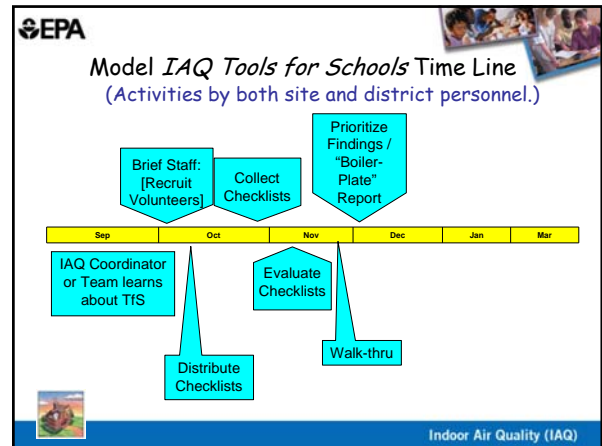 EPA
Model IAQ Tools for Schools Time Line
(Activities by both site and district personnel.)
Prioritize
Findings /
“Boiler-
Plate”
Report
Brief Staff:
[Recruit
Volunteers]
Collect
Checklists
Sep Oct Nov Dec Jan Mar
IAQ Coordinator
or Team learns
about TfS
Evaluate
Checklists
Walk-thru
Distribute
Checklists
Indoor Air Quality (IAQ)